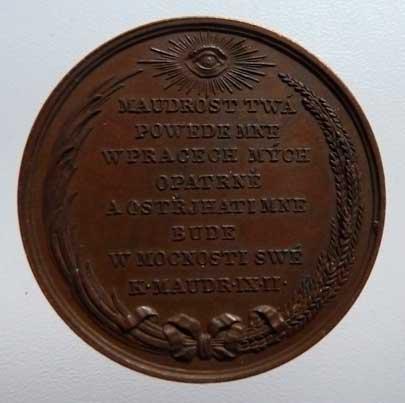 MAUDROST TWÁ
POWEDE MNE
W PRACECH MÝCH
OPATRNĚ
A OSTŘJHATI MNE
BUDE
W MOCNOSTI SWÉ
K·MAUDR·IX·II·